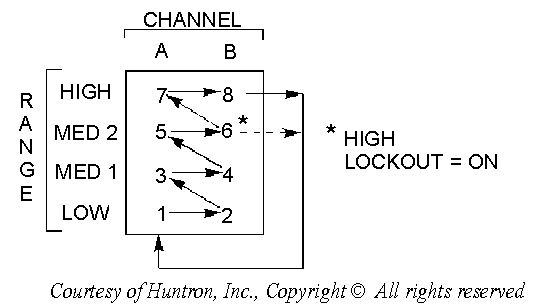 CHANNEL
A B
RANGE
HIGH 7 8
MED 2 5 6 *
* HIGH
LOCKOUT = ON
MED 1 3 4
LOW 1 2
Courtesy of Huntron, Inc., Copyright © All rights reserved